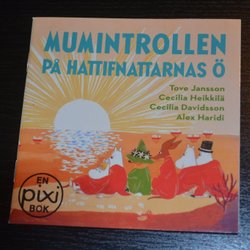 MUMINTROLLEN
PÅ HATTIFNATTARNAS Ö
Tove Jansson
Cecilia Heikkilä
Cecilia Davidsson
Alex Haridi
EN
pixi
BOK